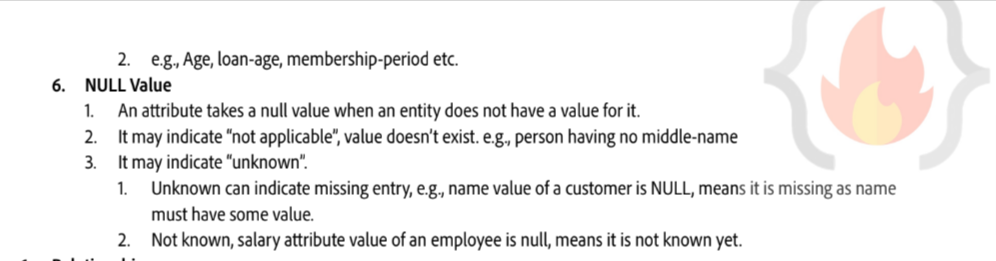 2. e.g., Age, loan-age, membership-period etc.
6. NULL Value
1. An attribute takes a null value when an entity does not have a value for it.
2. It may indicate “not applicable”, value doesn’t exist. e.g., person having no middle-name
3. It may indicate “unknown”.
1. Unknown can indicate missing entry, e.g., name value of a customer is NULL, means it is missing as name
must have some value.
2. Not known, salary attribute value of an employee is null, means it is not known yet.